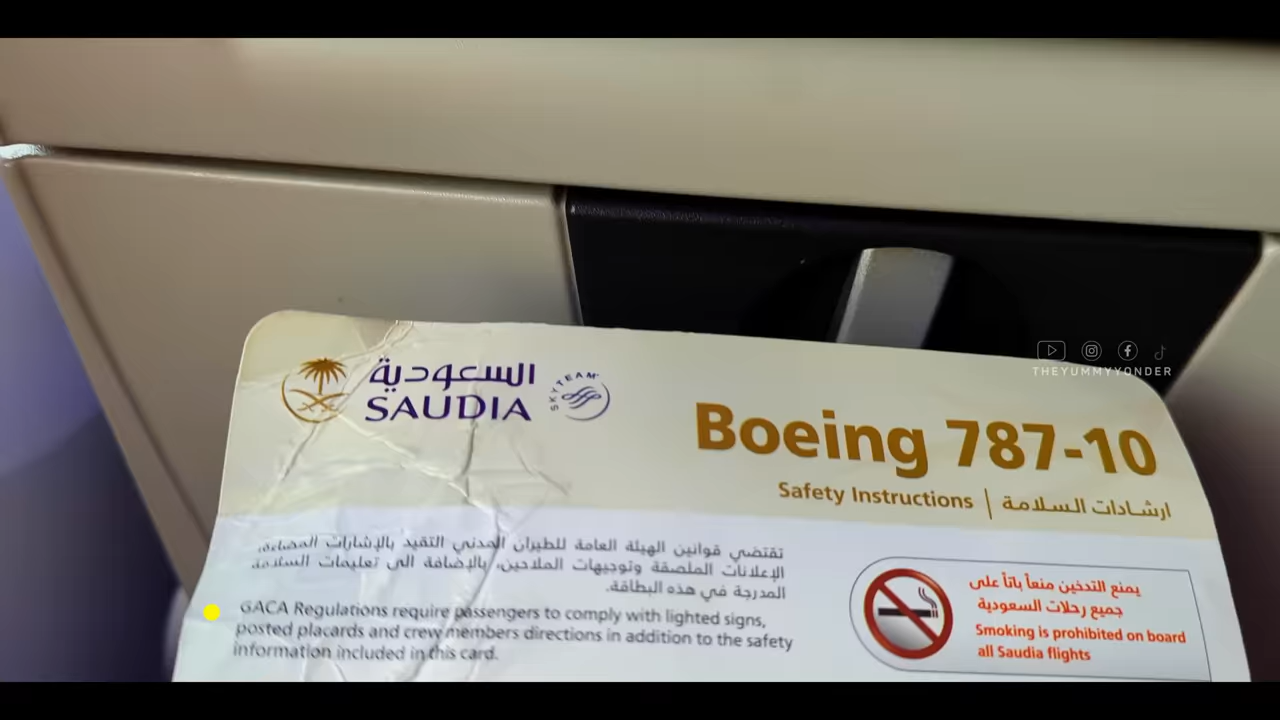 السعودية
SAUDIA
SKYTEAM
Boeing 787-10
Safety Instructions | ارشادات السلامة
تقتضي قوانين الهيئة العامة للطيران المدني التقيد بالإشارات المضاءة،
الإعلانات الملصقة وتوجيهات الملاحين، بالإضافة الى تعليمات السلامة
المدرجة في هذه البطاقة.
GACA Regulations require passengers to comply with lighted signs,
posted placards and crew members directions in addition to the safety
information included in this card.
يمنع التدخين منعاً باتاً على
جميع رحلات السعودية
Smoking is prohibited on board
all Saudia flights
THEYUMMYYONDER